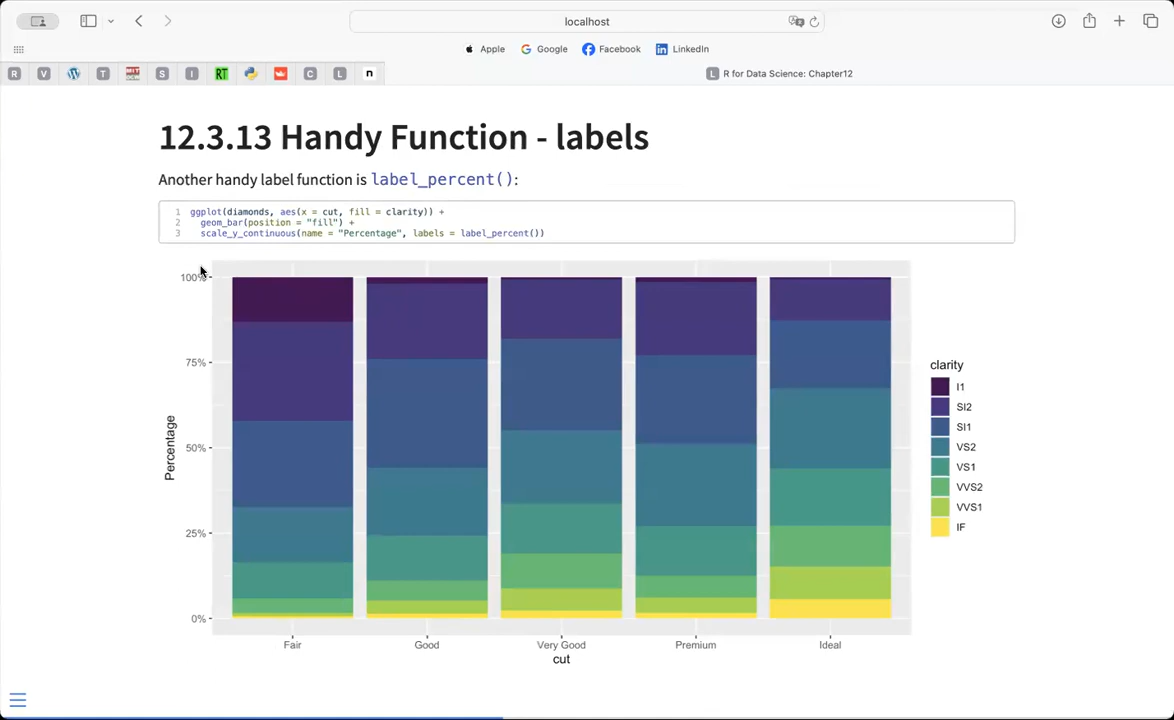 localhost
Apple Google Facebook LinkedIn
R V W T MIT S I RT C L n L R for Data Science: Chapter12
12.3.13 Handy Function - labels
Another handy label function is label_percent():
1 ggplot(diamonds, aes(x = cut, fill = clarity)) +
2 geom_bar(position = "fill") +
3 scale_y_continuous(name = "Percentage", labels = label_percent())
100%
75%
50%
25%
0%
Percentage
Fair Good Very Good Premium Ideal
cut
clarity
I1
SI2
SI1
VS2
VS1
VVS2
VVS1
IF